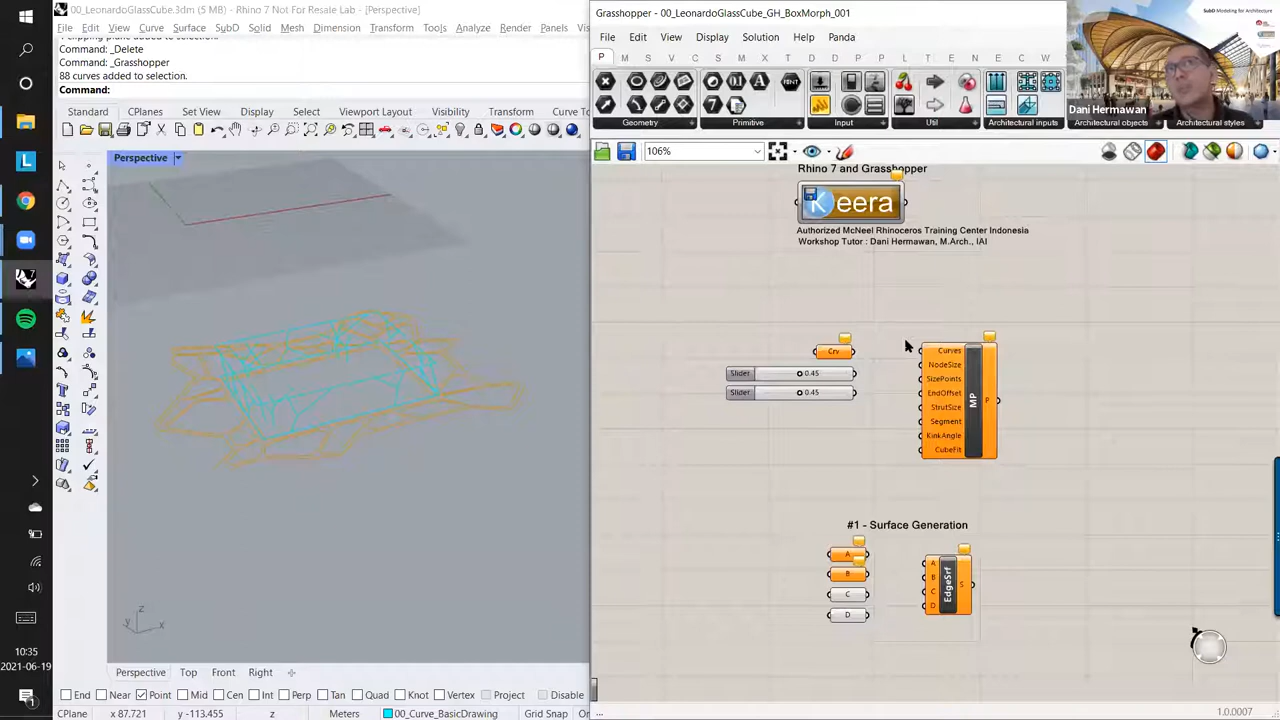 00_LeonardoGlassCube.3dm (5 MB) - Rhino 7 Not For Resale Lab - [Perspective]
File Edit View Curve Surface SubD Solid Mesh Dimension Transform Tools Analyze Render Panels
Command: _Delete
Command: _Grasshopper
88 curves added to selection.
Command:
Standard CPlanes Set View Display Select Viewport Layout Visibility Transform Curve To
Perspective
z
x
Perspective Top Front Right
End Near Point Mid Cen Int Perp Tan Quad Knot Vertex Project Disable
CPlane x 87.721 y -113.455 z Meters 00_Curve_BasicDrawing Grid Snap
10:35
2021-06-19
Grasshopper - 00_LeonardoGlassCube_GH_BoxMorph_001
File Edit View Display Solution Help Panda
P M S V C S M X T D D L T E N E C W
Geometry Primitive Input Util Architectural inputs Architectural objects Architectural styles
106%
SubD Modeling for Architecture
Dani Hermawan
Rhino 7 and Grasshopper
Keera
Authorized McNeel Rhinoceros Training Center Indonesia
Workshop Tutor : Dani Hermawan, M.Arch., IAI
Crv
Slider 0.45
Slider 0.45
Curves
NodeSize
SizePoints
EndOffset
StrutSize
Segment
KinkAngle
CubeFit
MP
P
#1 - Surface Generation
A
B
C
D
A
B
C
D
EdgeSrf
S
...
1.0.0007